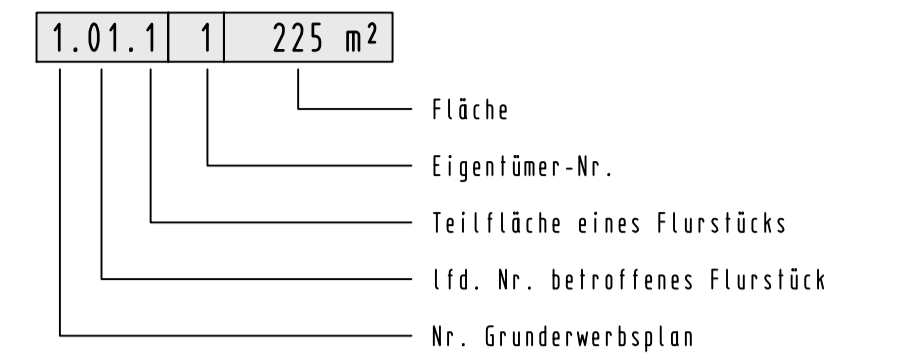 1.01.1 1 225 m²
Fläche
Eigentümer-Nr.
Teilfläche eines Flurstücks
lfd. Nr. betroffenes Flurstück
Nr. Grunderwerbsplan